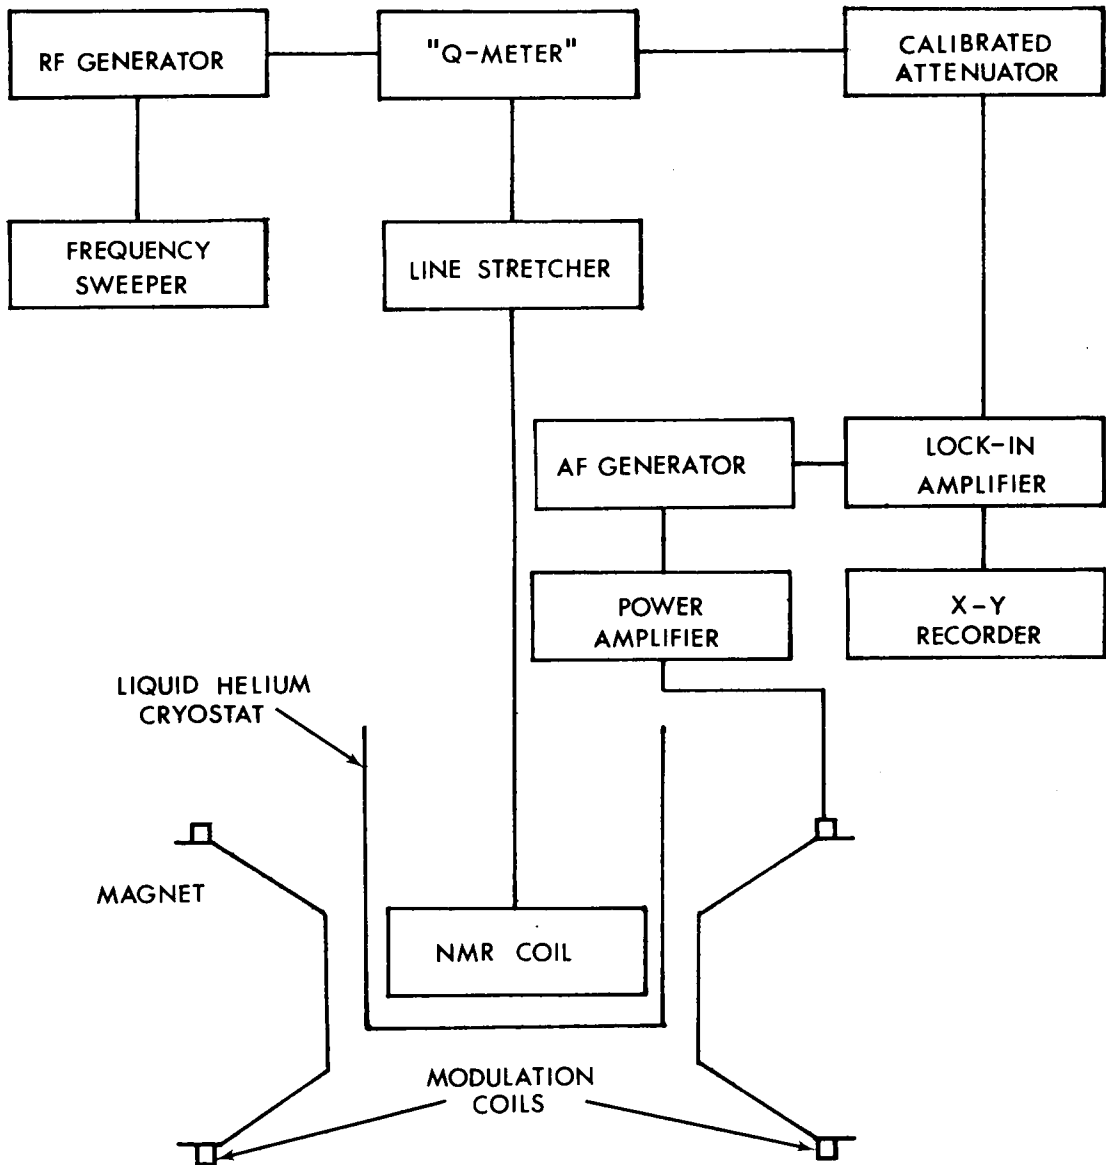 RF GENERATOR
"Q-METER"
CALIBRATED
ATTENUATOR
FREQUENCY
SWEEPER
LINE STRETCHER
AF GENERATOR
LOCK-IN
AMPLIFIER
POWER
AMPLIFIER
X-Y
RECORDER
LIQUID HELIUM
CRYOSTAT
MAGNET
NMR COIL
MODULATION
COILS